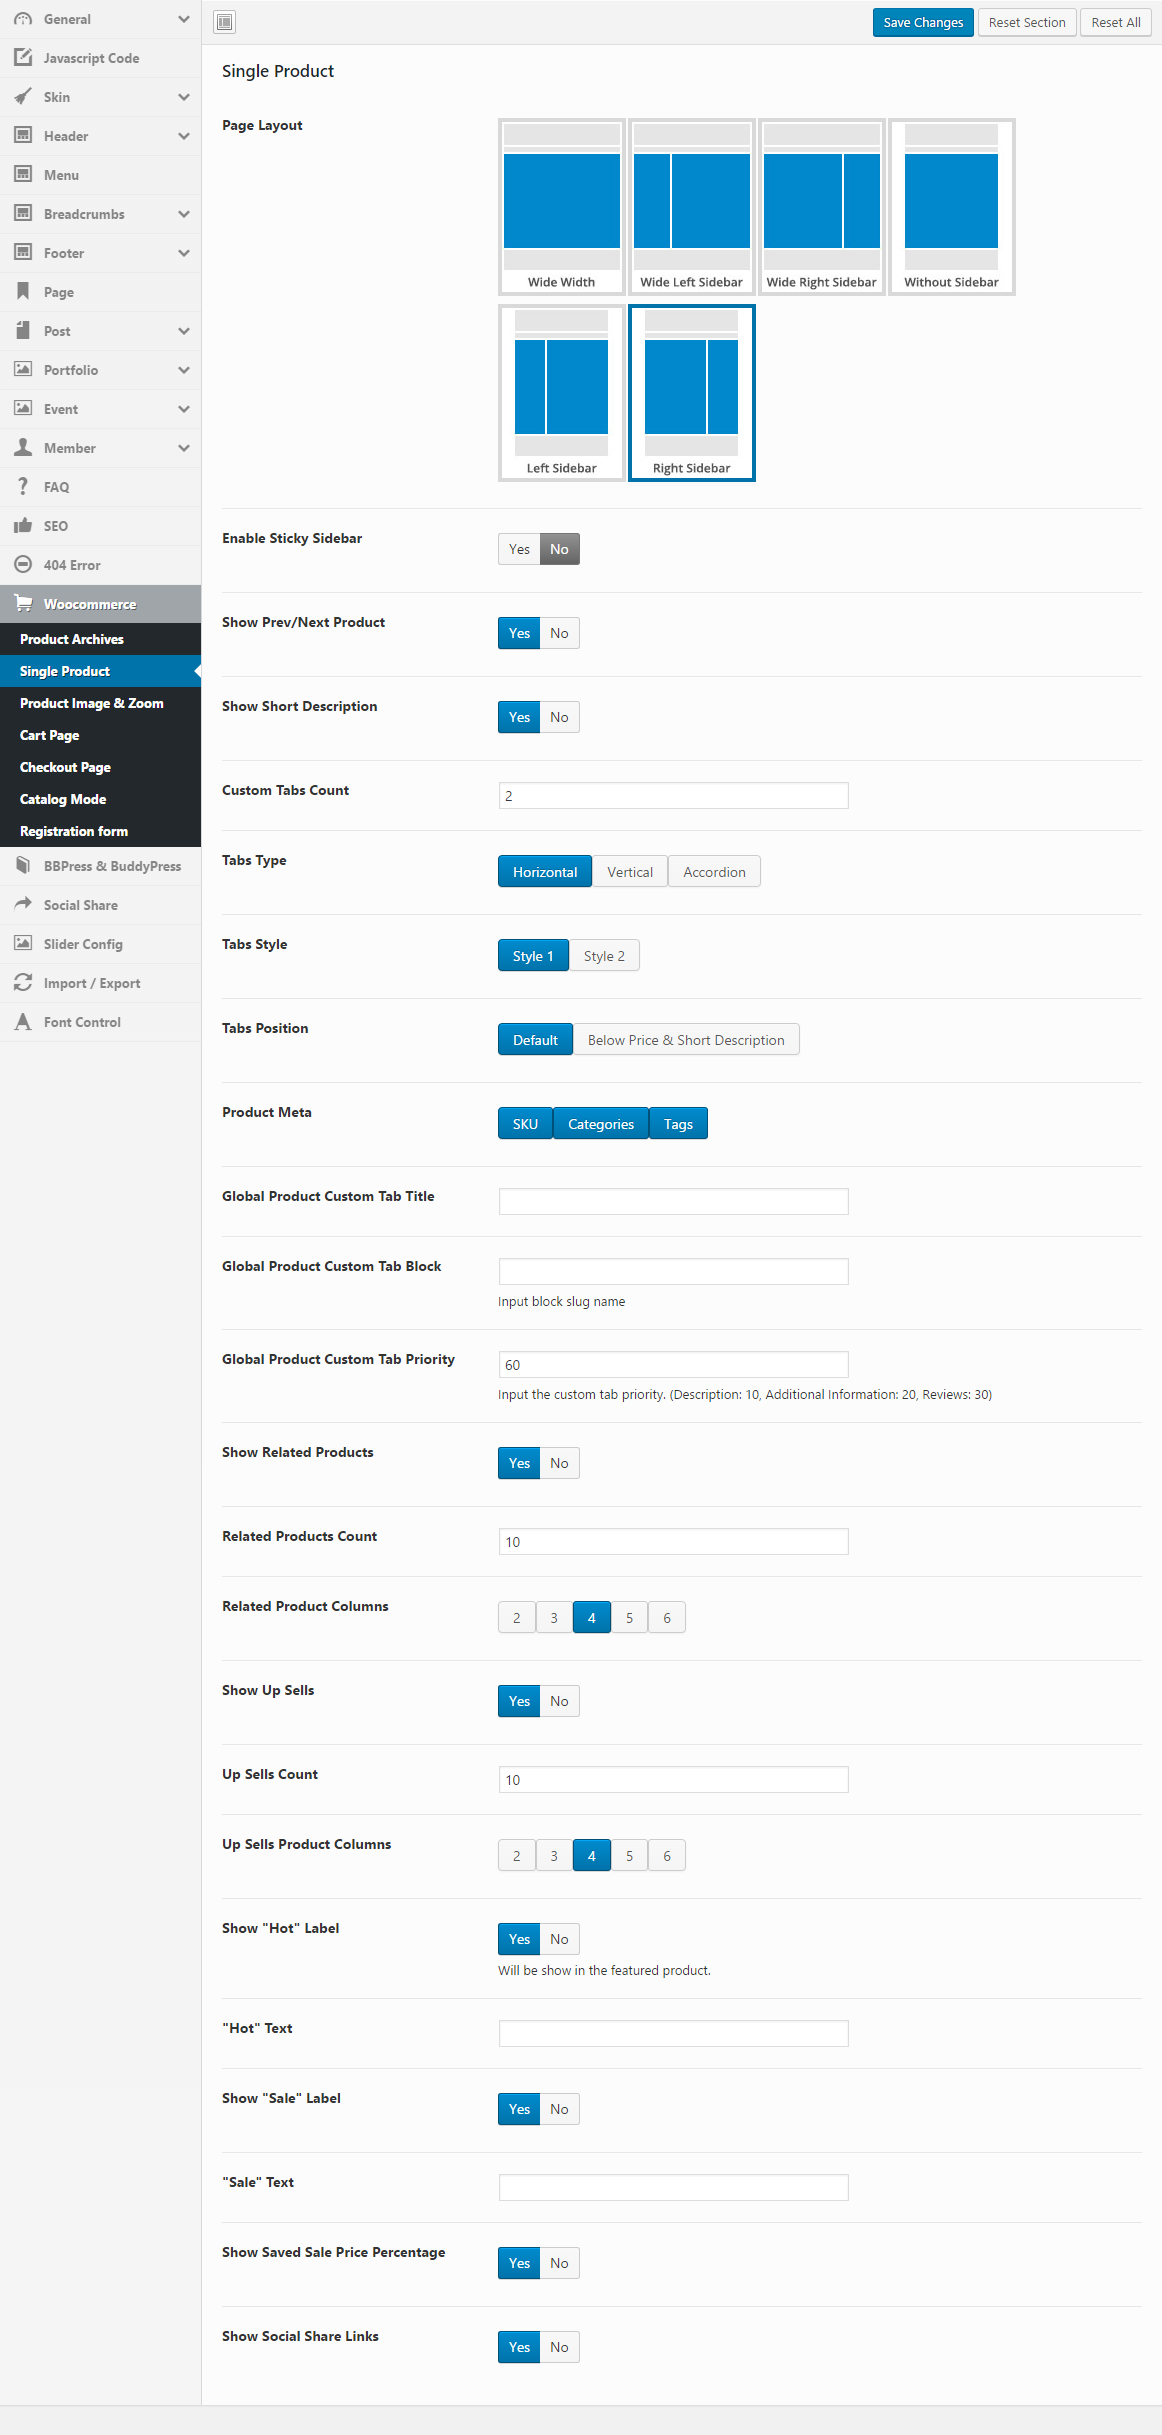 General
Javascript Code
Skin
Header
Menu
Breadcrumbs
Footer
Page
Post
Portfolio
Event
Member
FAQ
SEO
404 Error
Woocommerce
Product Archives
Single Product
Product Image & Zoom
Cart Page
Checkout Page
Catalog Mode
Registration form
BBPress & BuddyPress
Social Share
Slider Config
Import / Export
Font Control
Save Changes Reset Section Reset All
Single Product
Page Layout
Wide Width Wide Left Sidebar Wide Right Sidebar Without Sidebar
Left Sidebar Right Sidebar
Enable Sticky Sidebar Yes No
Show Prev/Next Product Yes No
Show Short Description Yes No
Custom Tabs Count 2
Tabs Type Horizontal Vertical Accordion
Tabs Style Style 1 Style 2
Tabs Position Default Below Price & Short Description
Product Meta SKU Categories Tags
Global Product Custom Tab Title
Global Product Custom Tab Block
Input block slug name
Global Product Custom Tab Priority 60
Input the custom tab priority. (Description: 10, Additional Information: 20, Reviews: 30)
Show Related Products Yes No
Related Products Count 10
Related Product Columns 2 3 4 5 6
Show Up Sells Yes No
Up Sells Count 10
Up Sells Product Columns 2 3 4 5 6
Show "Hot" Label Yes No
Will be show in the featured product.
"Hot" Text
Show "Sale" Label Yes No
"Sale" Text
Show Saved Sale Price Percentage Yes No
Show Social Share Links Yes No